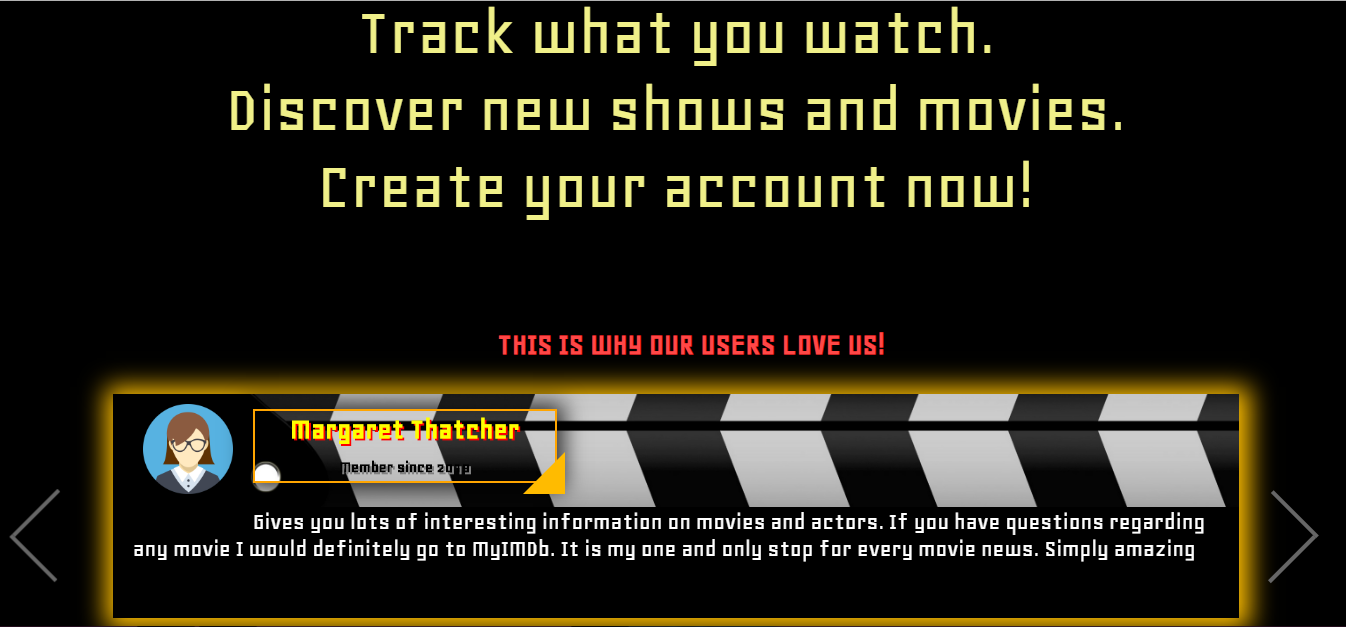 Track what you watch.
Discover new shows and movies.
Create your account now!
THIS IS WHY OUR USERS LOVE US!
Margaret Thatcher
Member since
Gives you lots of interesting information on movies and actors. If you have questions regarding
any movie I would definitely go to MyIMDb. It is my one and only stop for every movie news. Simply amazing